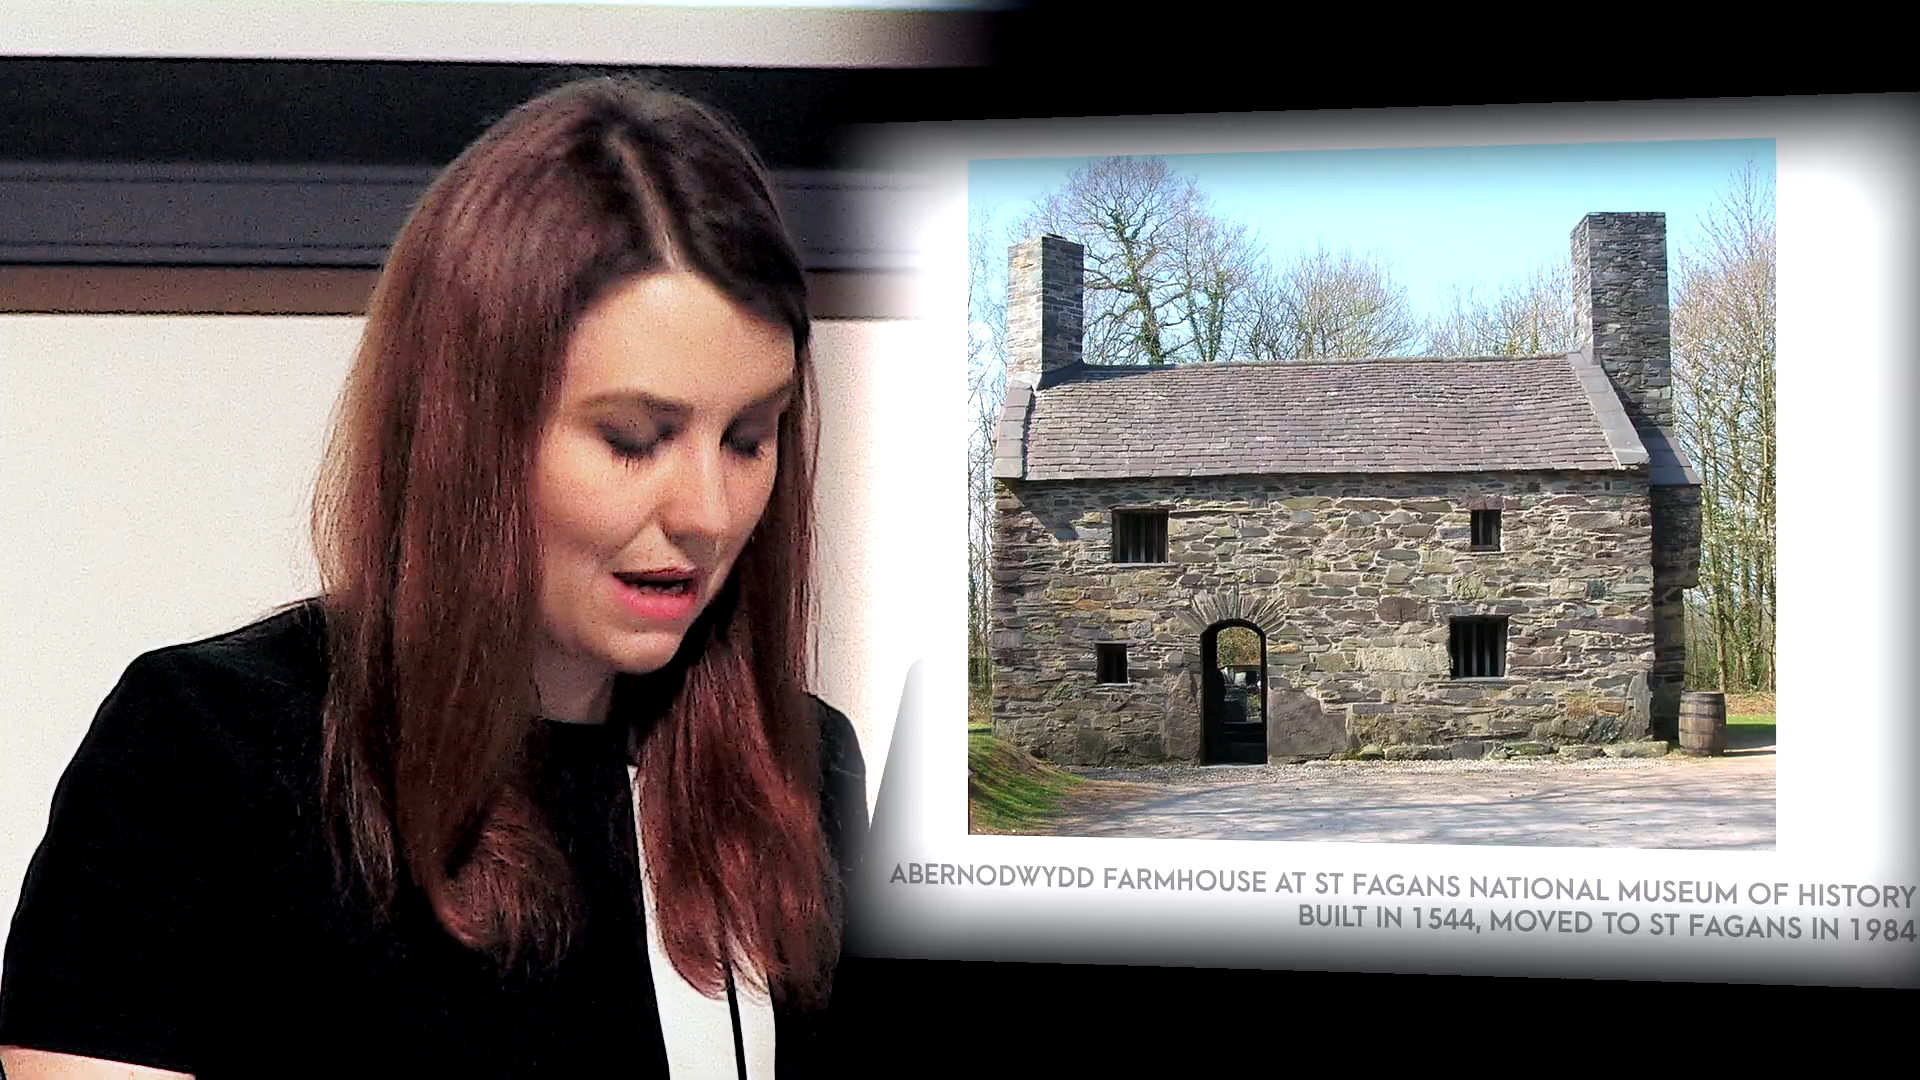 ABERNODWYDD FARMHOUSE AT ST FAGANS NATIONAL MUSEUM OF HISTORY
BUILT IN 1544, MOVED TO ST FAGANS IN 1984